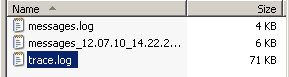 Name Size
messages.log 4 KB
messages_12.07.10_14.22.2... 6 KB
trace.log 71 KB